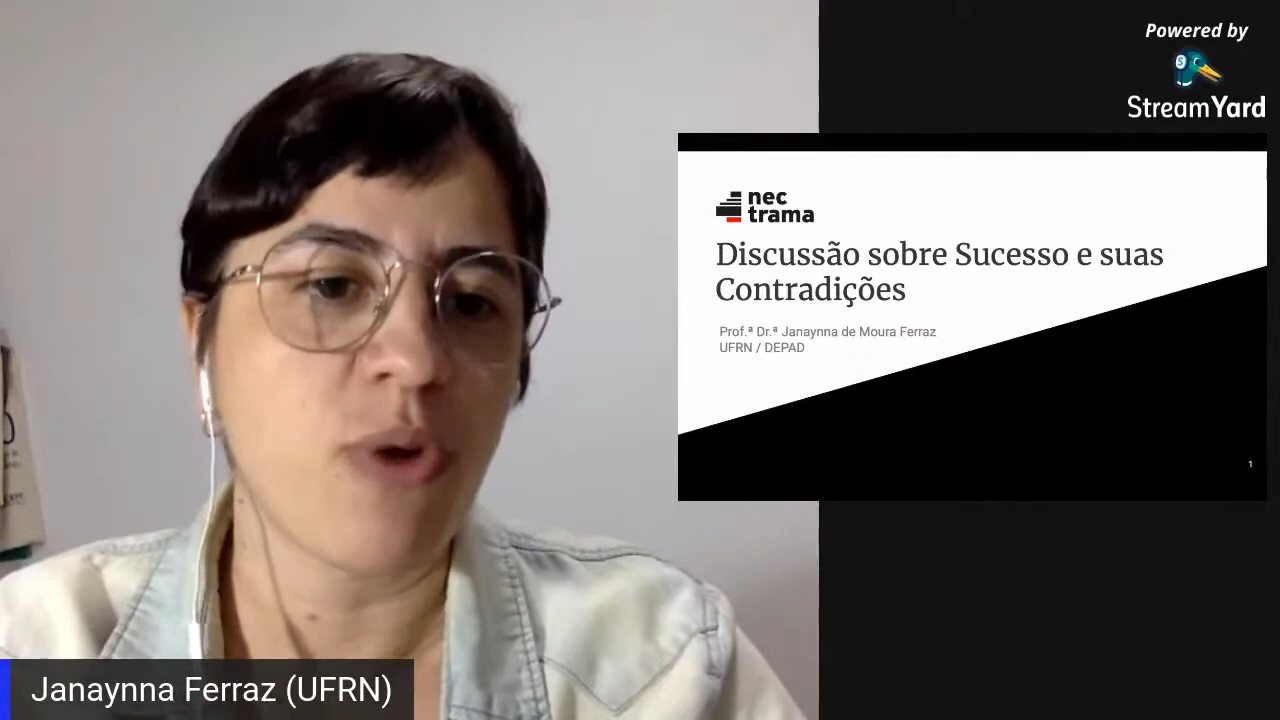 Powered by
StreamYard
nec
trama
Discussão sobre Sucesso e suas
Contradições
Prof.ª Dr.ª Janaynna de Moura Ferraz
UFRN / DEPAD
1
Janaynna Ferraz (UFRN)